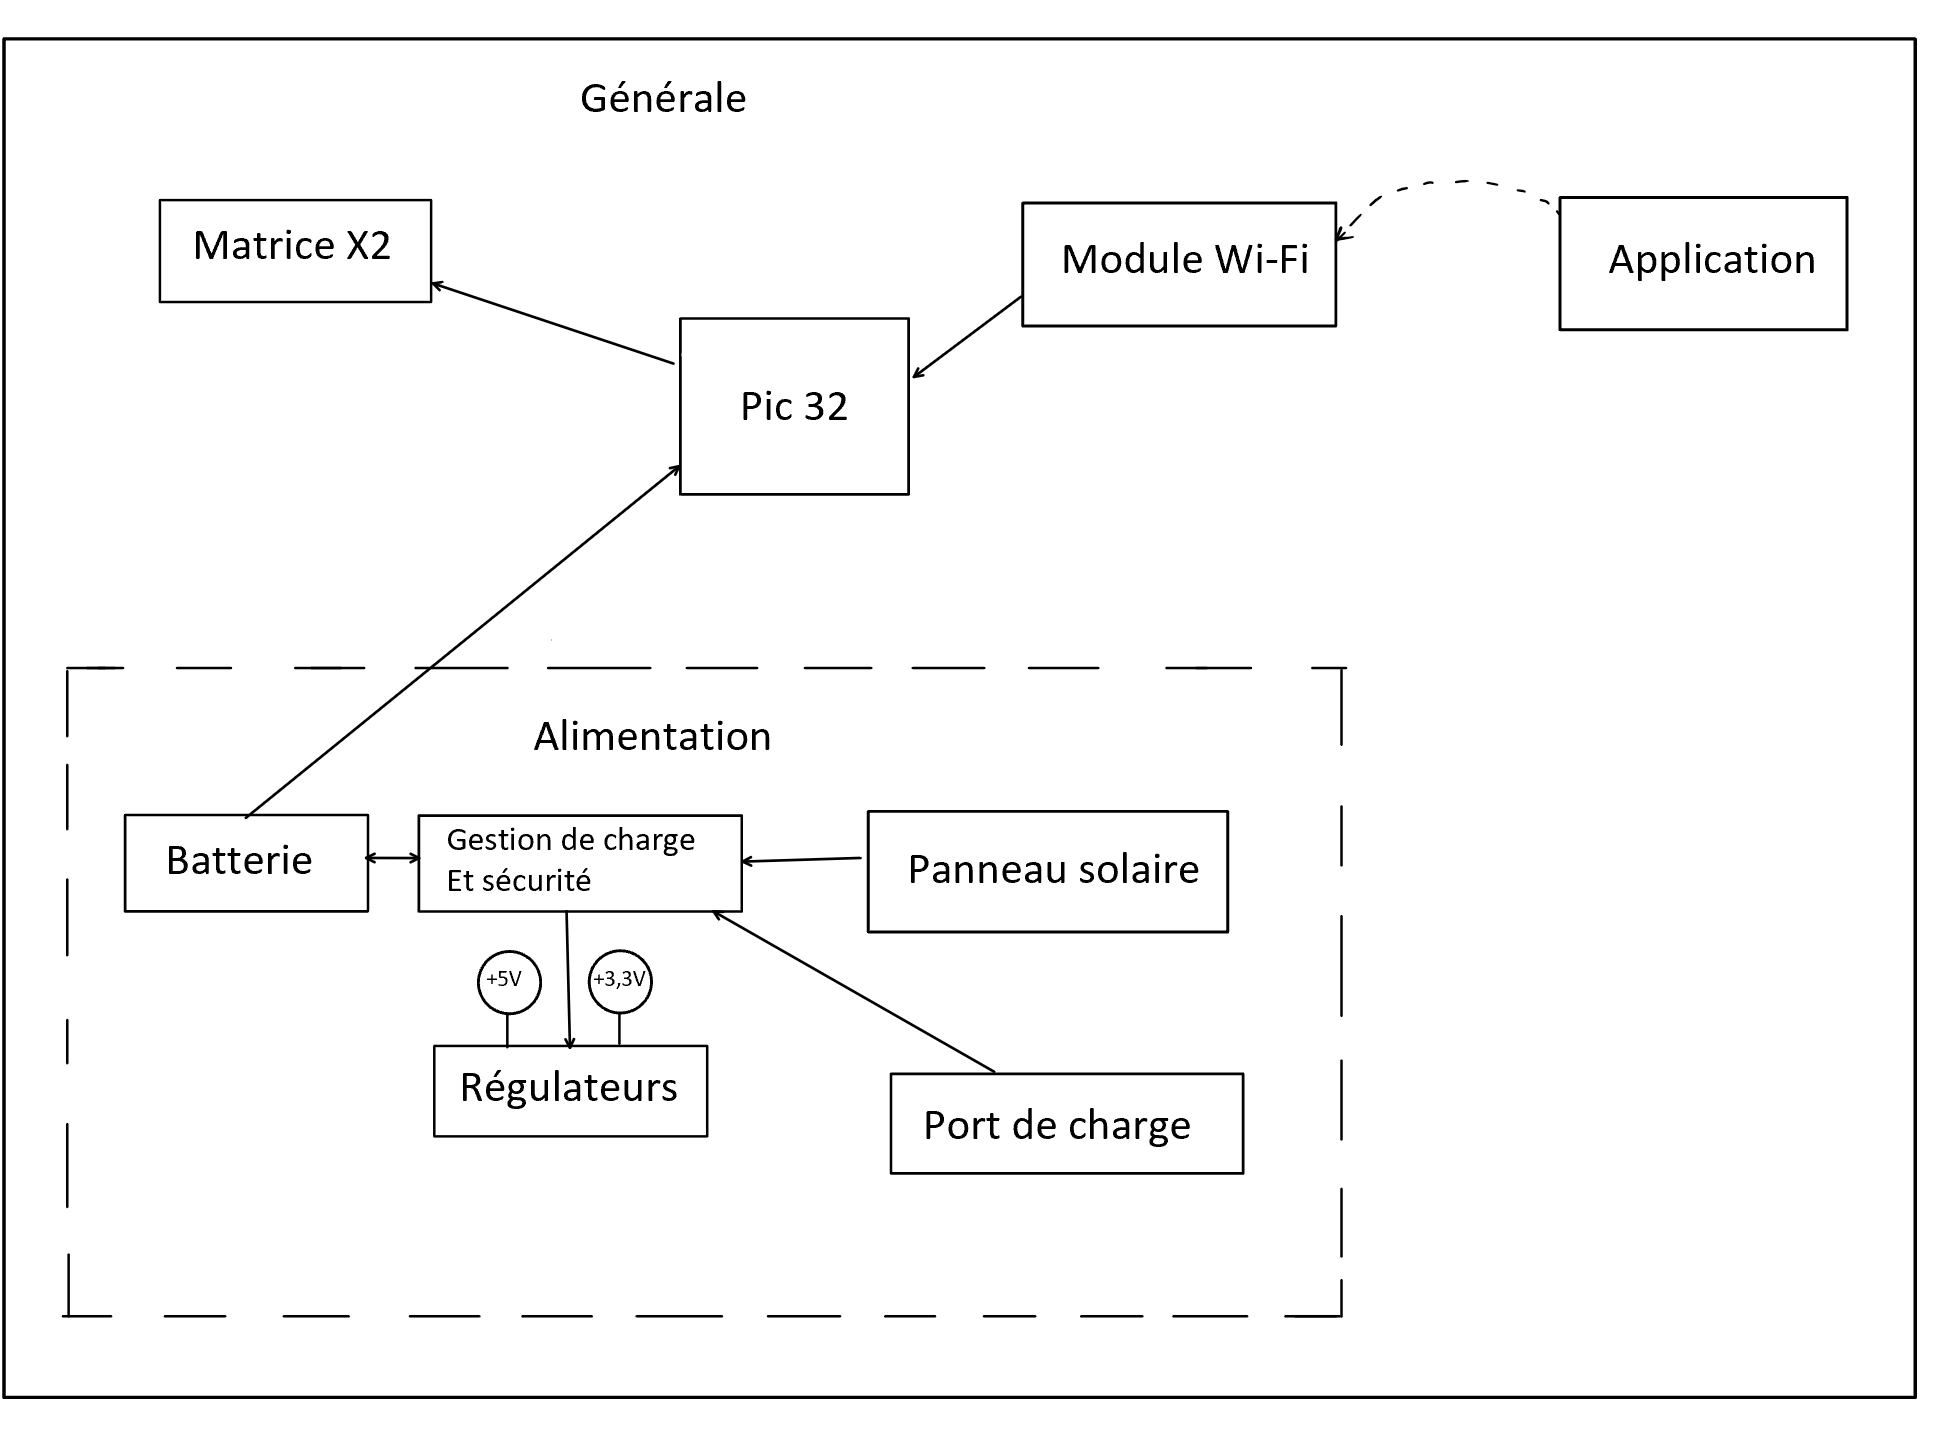 Générale
Matrice X2
Module Wi-Fi
Application
Pic 32
Alimentation
Batterie
Gestion de charge
Et sécurité
Panneau solaire
+5V
+3,3V
Régulateurs
Port de charge